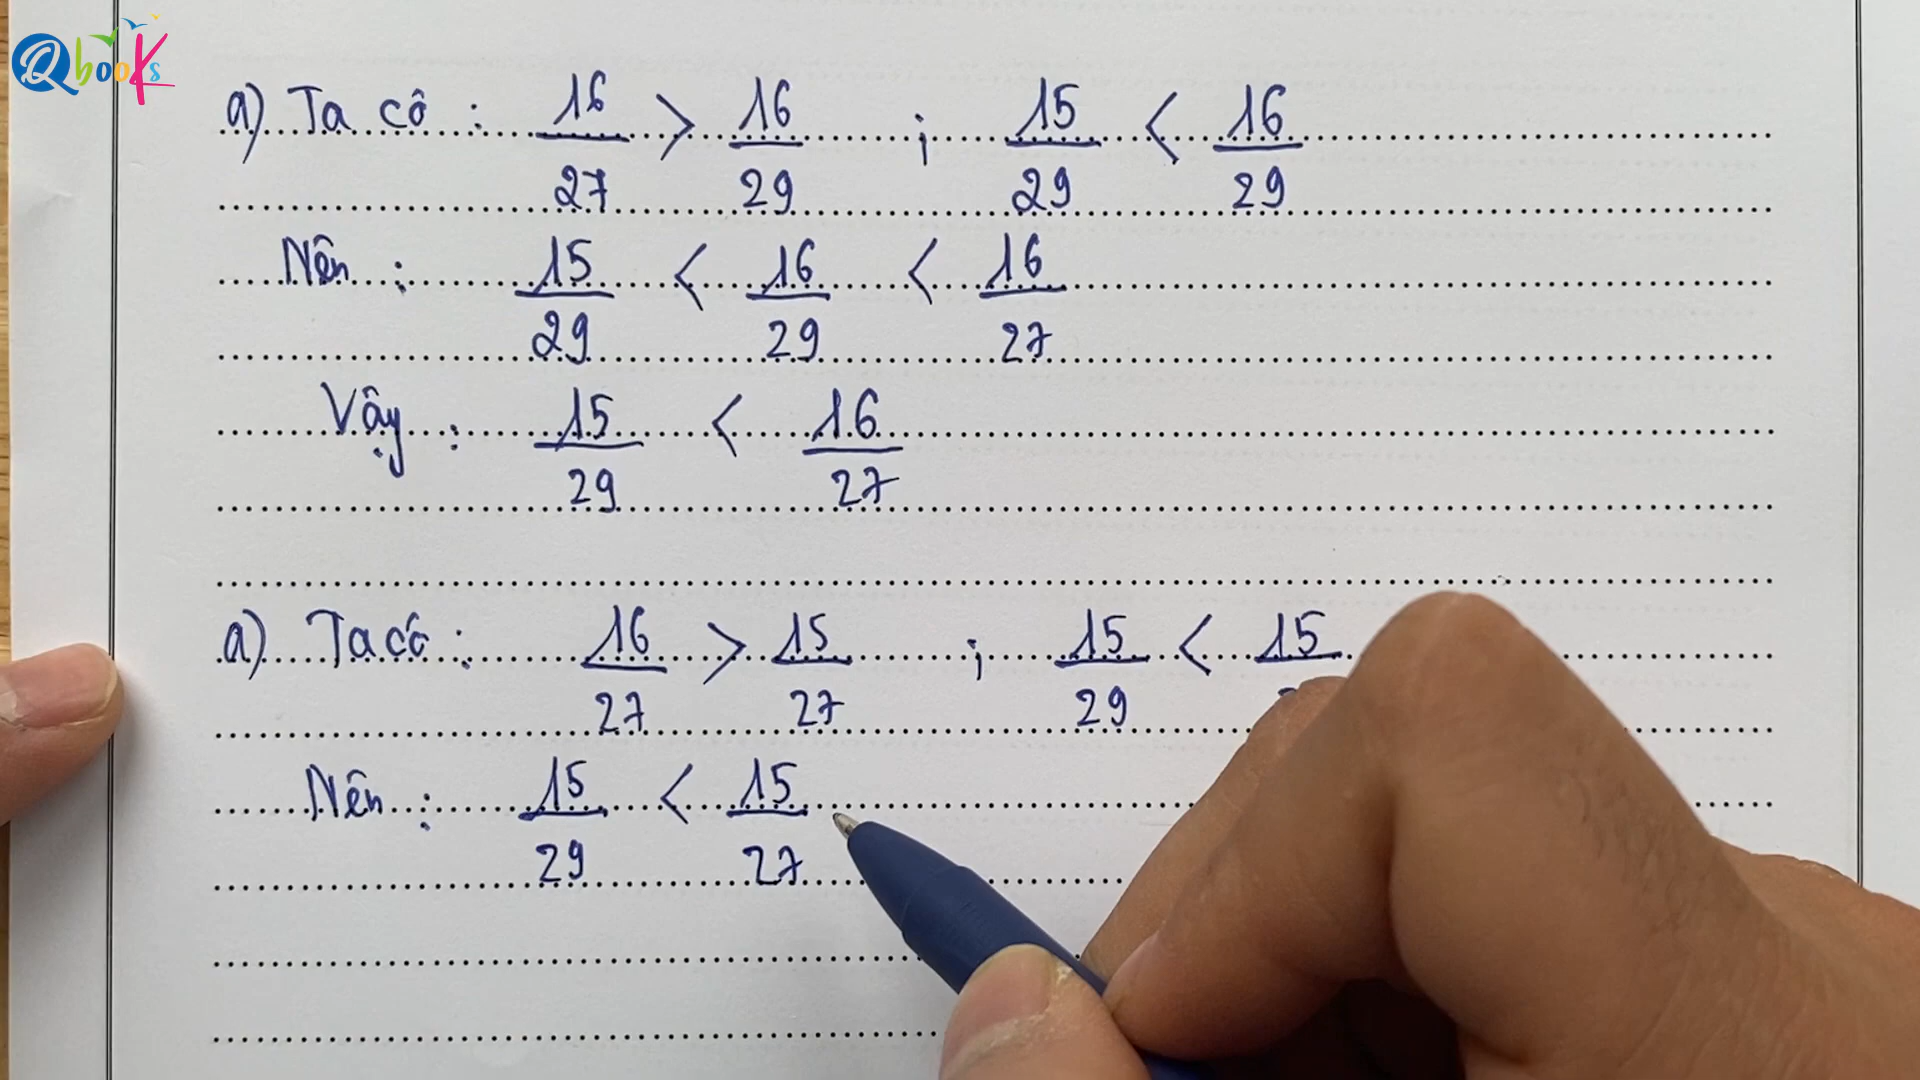 Qbooks
a) Ta có : 16/27 > 16/29 ; 15/29 < 16/29
Nên : 15/29 < 16/29 < 16/27
Vậy : 15/29 < 16/27
a) Ta có : 16/27 > 15/27 ; 15/29 < 15
Nên : 15/29 < 15/27